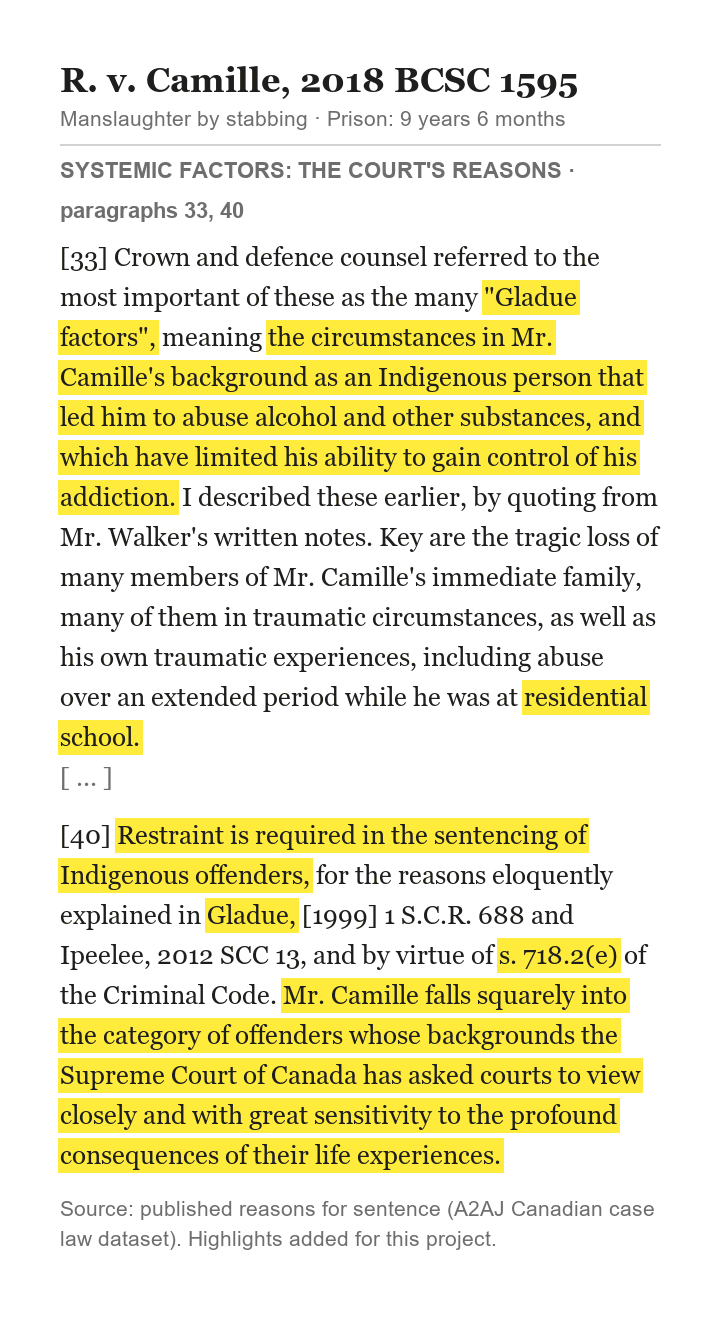 R. v. Camille, 2018 BCSC 1595
Manslaughter by stabbing · Prison: 9 years 6 months
SYSTEMIC FACTORS: THE COURT'S REASONS ·
paragraphs 33, 40
[33] Crown and defence counsel referred to the
most important of these as the many "Gladue
factors", meaning the circumstances in Mr.
Camille's background as an Indigenous person that
led him to abuse alcohol and other substances, and
which have limited his ability to gain control of his
addiction. I described these earlier, by quoting from
Mr. Walker's written notes. Key are the tragic loss of
many members of Mr. Camille's immediate family,
many of them in traumatic circumstances, as well as
his own traumatic experiences, including abuse
over an extended period while he was at residential
school.
[ ... ]
[40] Restraint is required in the sentencing of
Indigenous offenders, for the reasons eloquently
explained in Gladue, [1999] 1 S.C.R. 688 and
Ipeelee, 2012 SCC 13, and by virtue of s. 718.2(e) of
the Criminal Code. Mr. Camille falls squarely into
the category of offenders whose backgrounds the
Supreme Court of Canada has asked courts to view
closely and with great sensitivity to the profound
consequences of their life experiences.
Source: published reasons for sentence (A2AJ Canadian case
law dataset). Highlights added for this project.